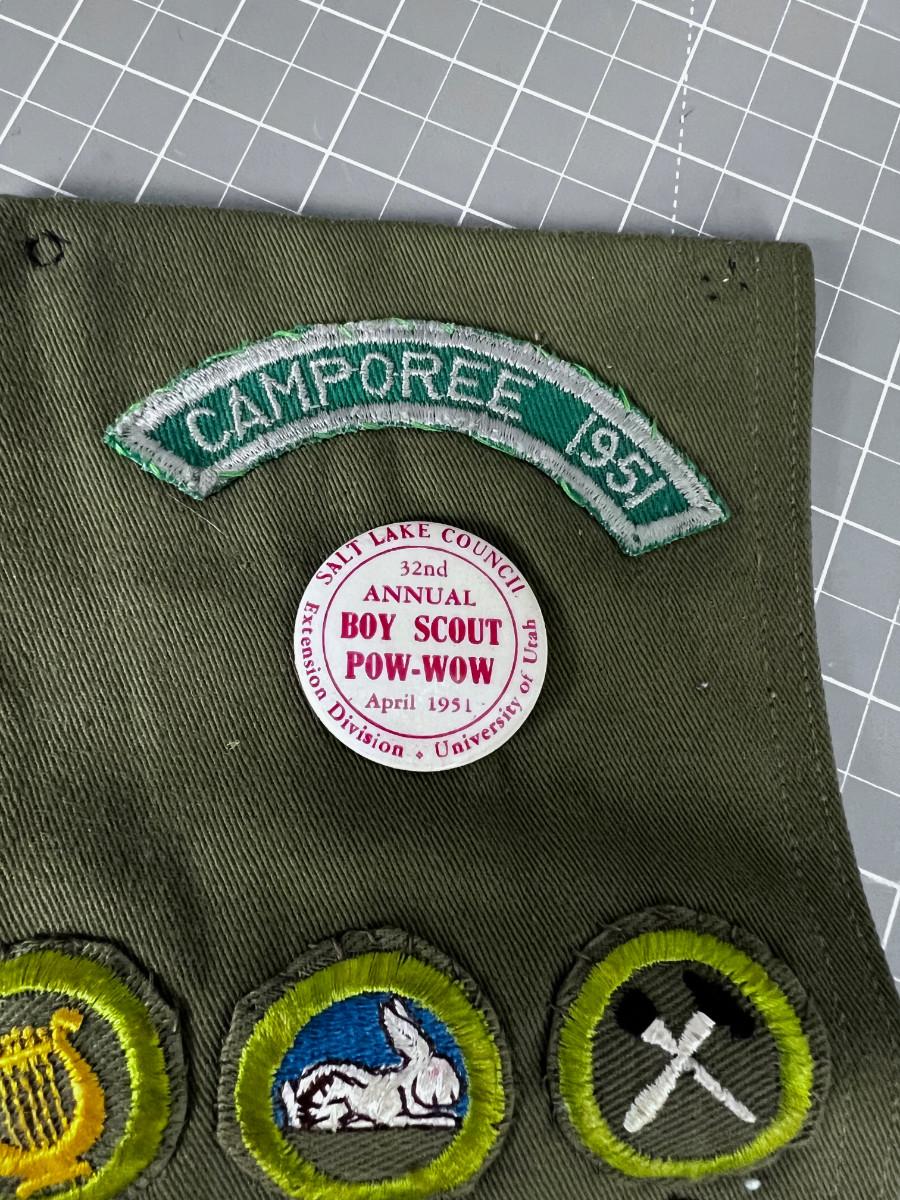 CAMPOREE 1951
SALT LAKE COUNCIL
32nd
ANNUAL
BOY SCOUT
POW-WOW
April 1951
Extension Division ⬥ University of Utah